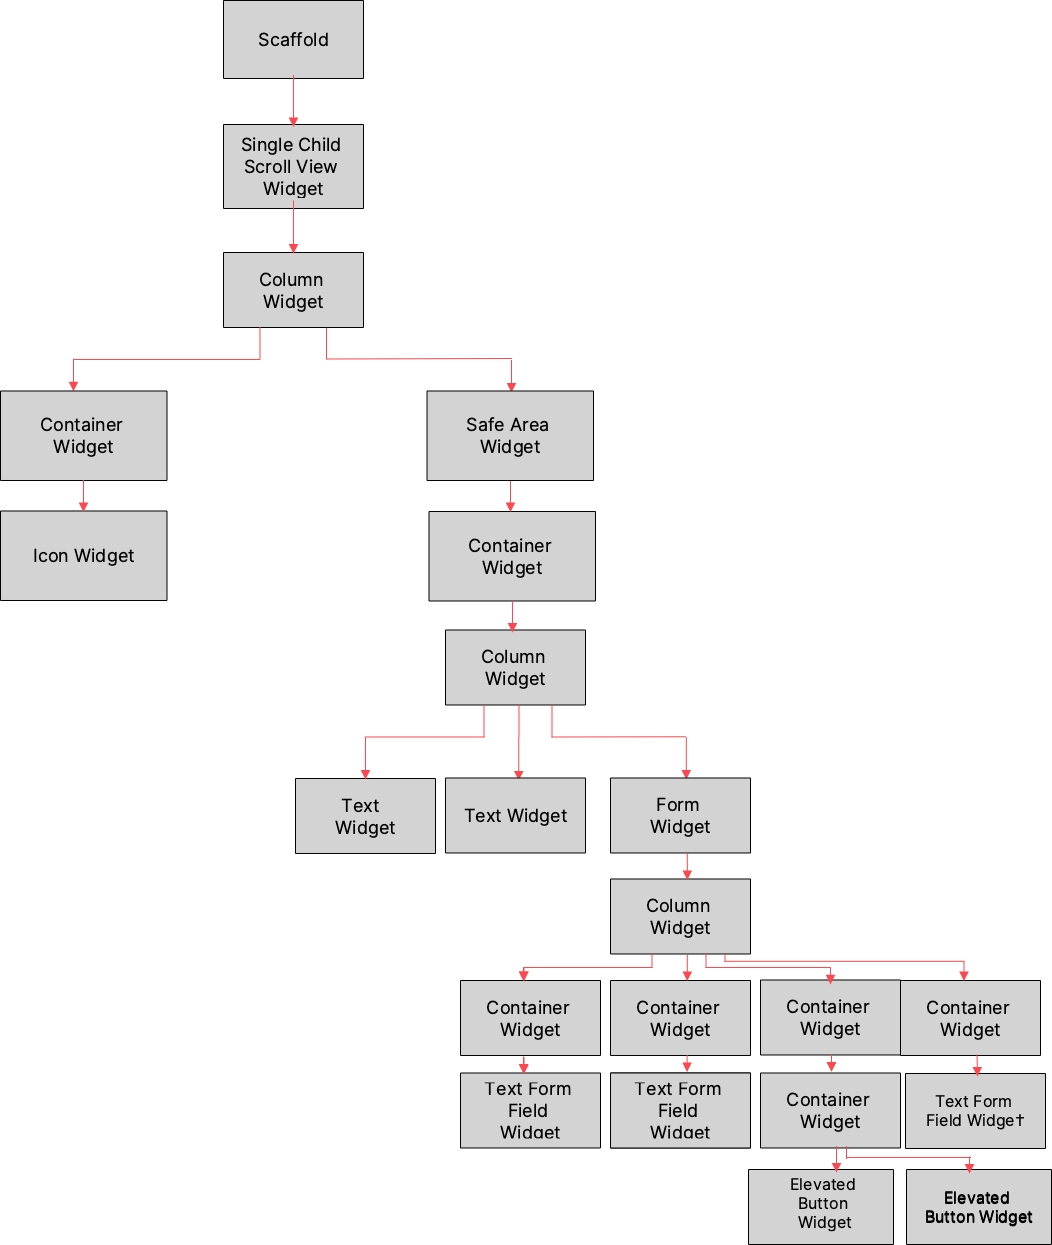 Scaffold
Single Child
Scroll View
Widget
Column
Widget
Container
Widget
Safe Area
Widget
Icon Widget
Container
Widget
Column
Widget
Text
Widget
Text Widget
Form
Widget
Column
Widget
Container
Widget
Container
Widget
Container
Widget
Container
Widget
Text Form
Field
Widget
Text Form
Field
Widget
Container
Widget
Text Form
Field Widget
Elevated
Button
Widget
Elevated
Button Widget